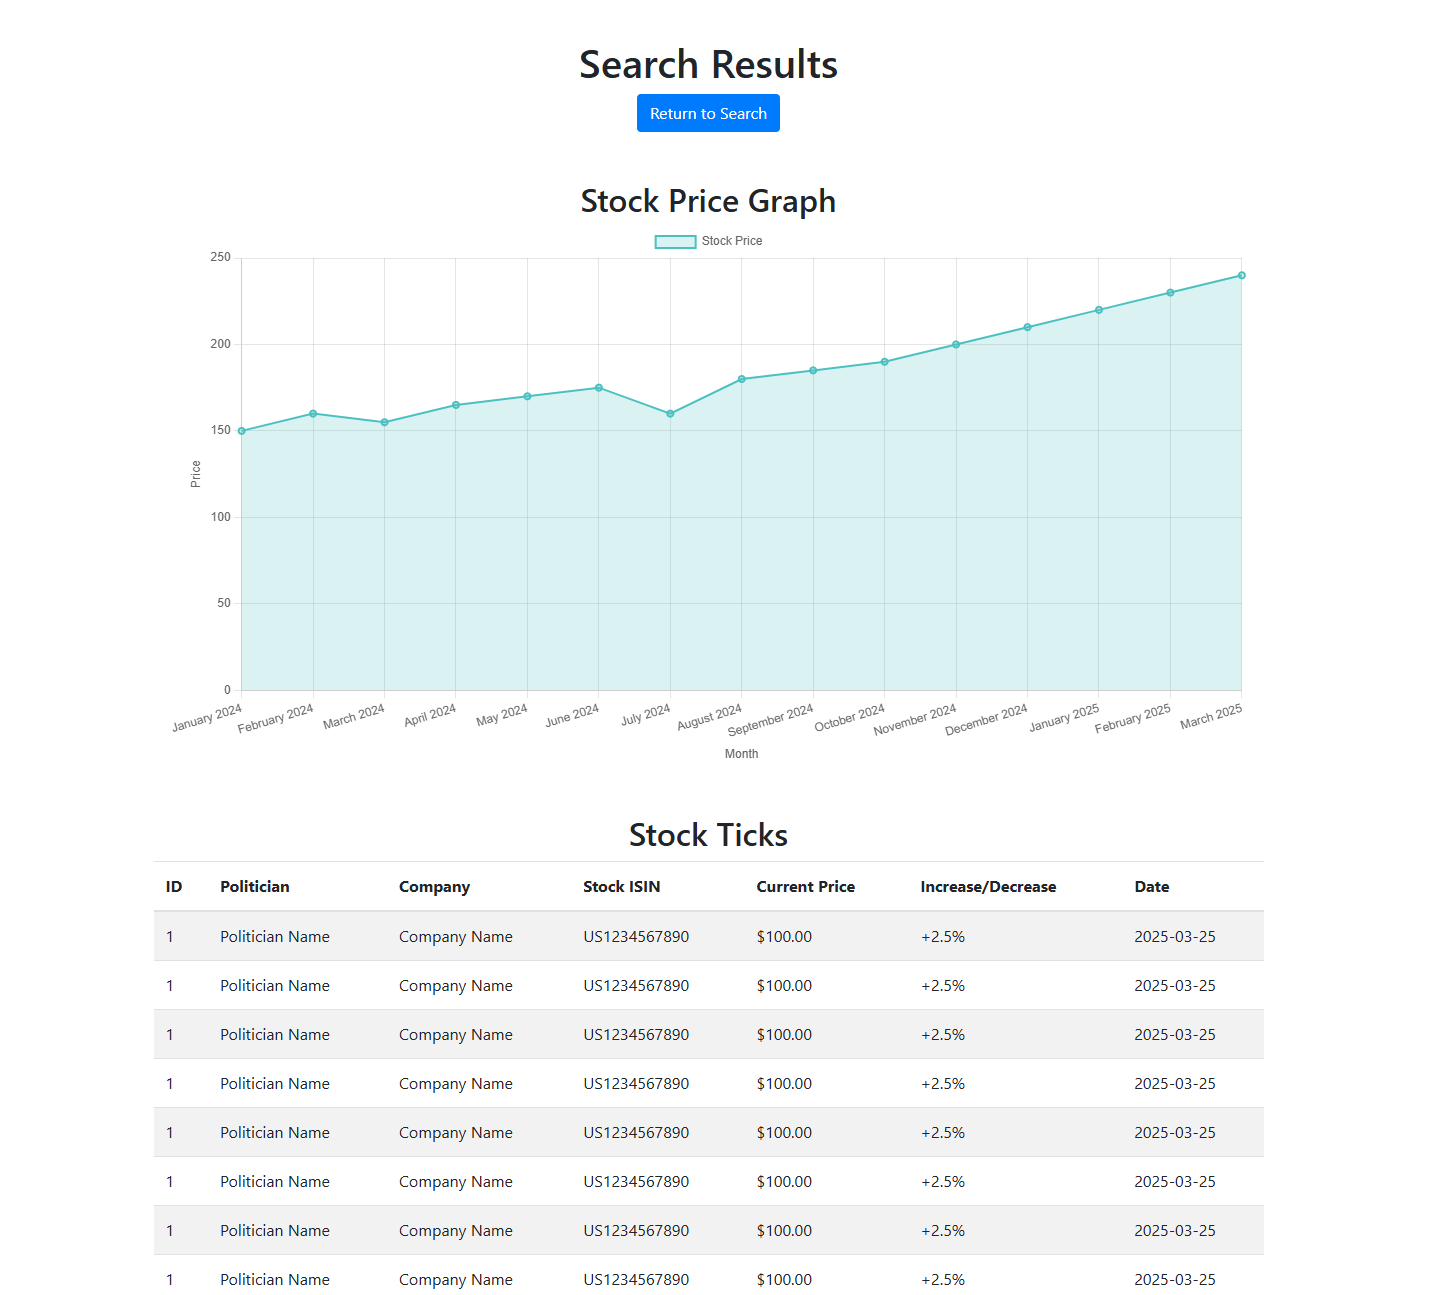 Search Results
Return to Search
Stock Price Graph
Stock Price
250
200
150
100
50
0
Price
January 2024 February 2024 March 2024 April 2024 May 2024 June 2024 July 2024 August 2024 September 2024 October 2024 November 2024 December 2024 January 2025 February 2025 March 2025
Month
Stock Ticks
ID Politician Company Stock ISIN Current Price Increase/Decrease Date
1 Politician Name Company Name US1234567890 $100.00 +2.5% 2025-03-25
1 Politician Name Company Name US1234567890 $100.00 +2.5% 2025-03-25
1 Politician Name Company Name US1234567890 $100.00 +2.5% 2025-03-25
1 Politician Name Company Name US1234567890 $100.00 +2.5% 2025-03-25
1 Politician Name Company Name US1234567890 $100.00 +2.5% 2025-03-25
1 Politician Name Company Name US1234567890 $100.00 +2.5% 2025-03-25
1 Politician Name Company Name US1234567890 $100.00 +2.5% 2025-03-25
1 Politician Name Company Name US1234567890 $100.00 +2.5% 2025-03-25